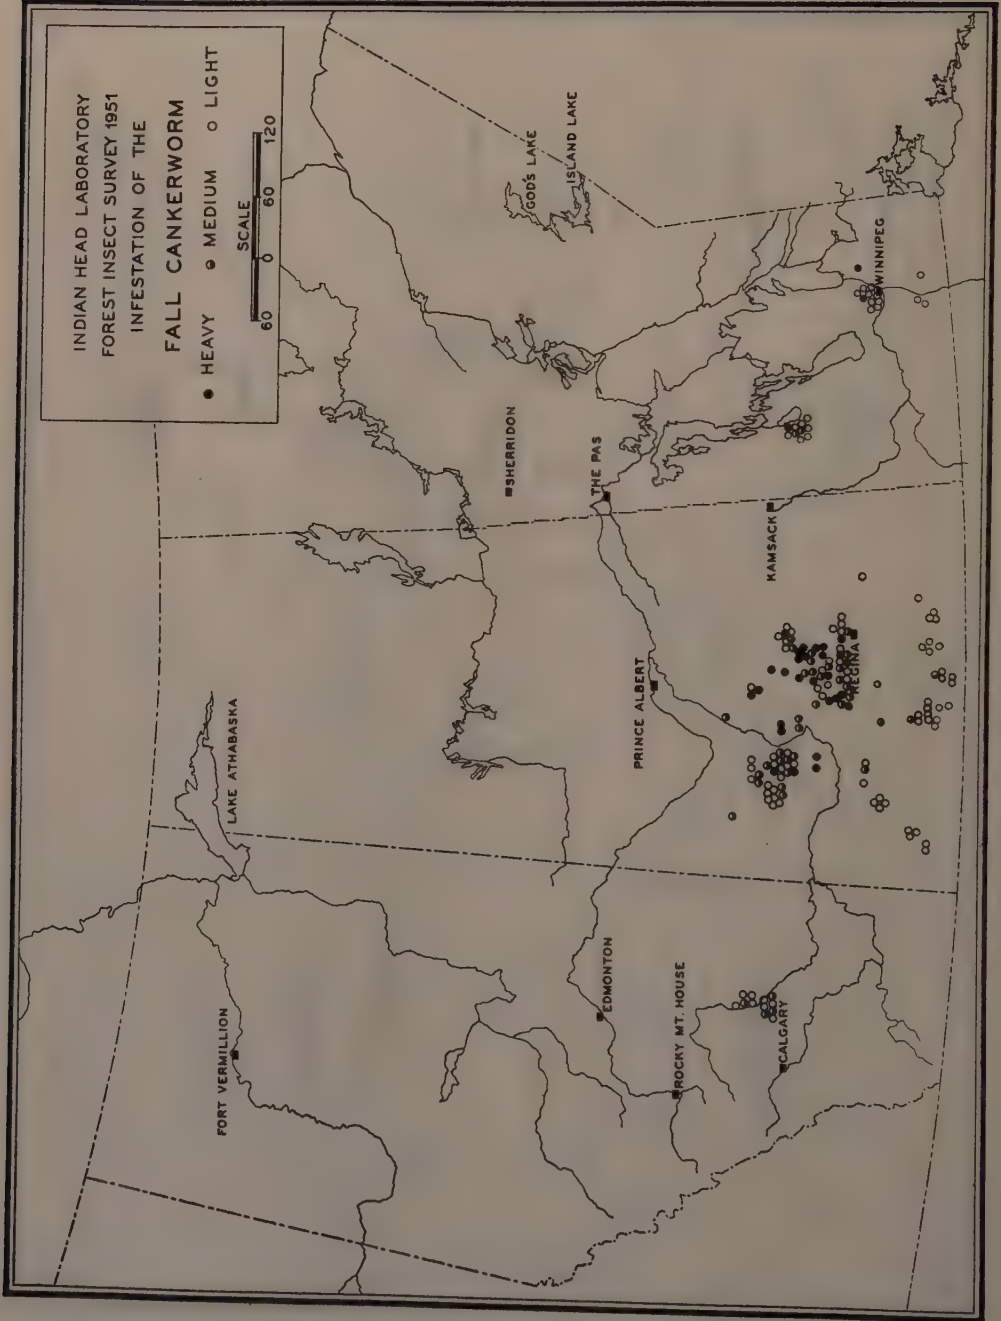 INDIAN HEAD LABORATORY
FOREST INSECT SURVEY 1951
INFESTATION OF THE
FALL CANKERWORM
HEAVY MEDIUM LIGHT
SCALE
60 0 60 120
LAKE ATHABASKA
FORT VERMILLION
GOD'S LAKE
ISLAND LAKE
SHERRIDON
THE PAS
PRINCE ALBERT
EDMONTON
ROCKY MT. HOUSE
CALGARY
KAMSACK
REGINA
WINNIPEG